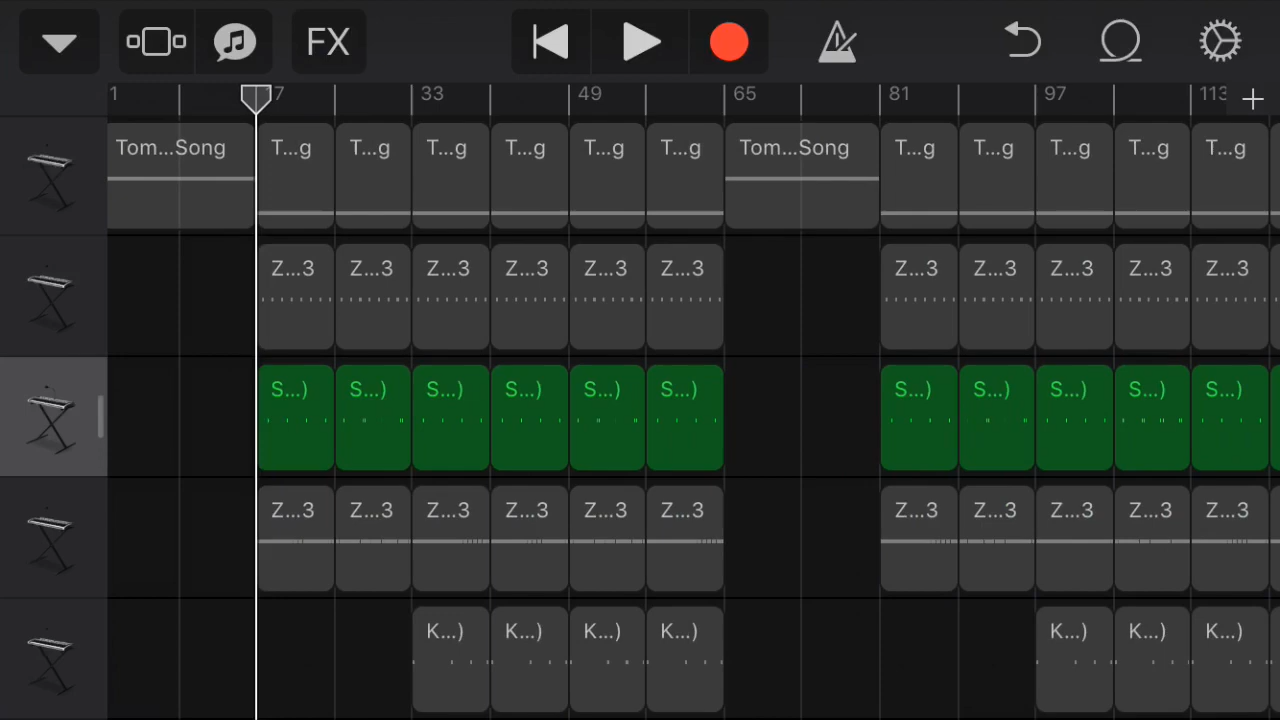 FX
1 7 33 49 65 81 97 113
Tom...Song T...g T...g T...g T...g T...g T...g Tom...Song T...g T...g T...g T...g T...g
Z...3 Z...3 Z...3 Z...3 Z...3 Z...3 Z...3 Z...3 Z...3 Z...3 Z...3
S...) S...) S...) S...) S...) S...) S...) S...) S...) S...) S...)
Z...3 Z...3 Z...3 Z...3 Z...3 Z...3 Z...3 Z...3 Z...3 Z...3 Z...3
K...) K...) K...) K...) K...) K...) K...)